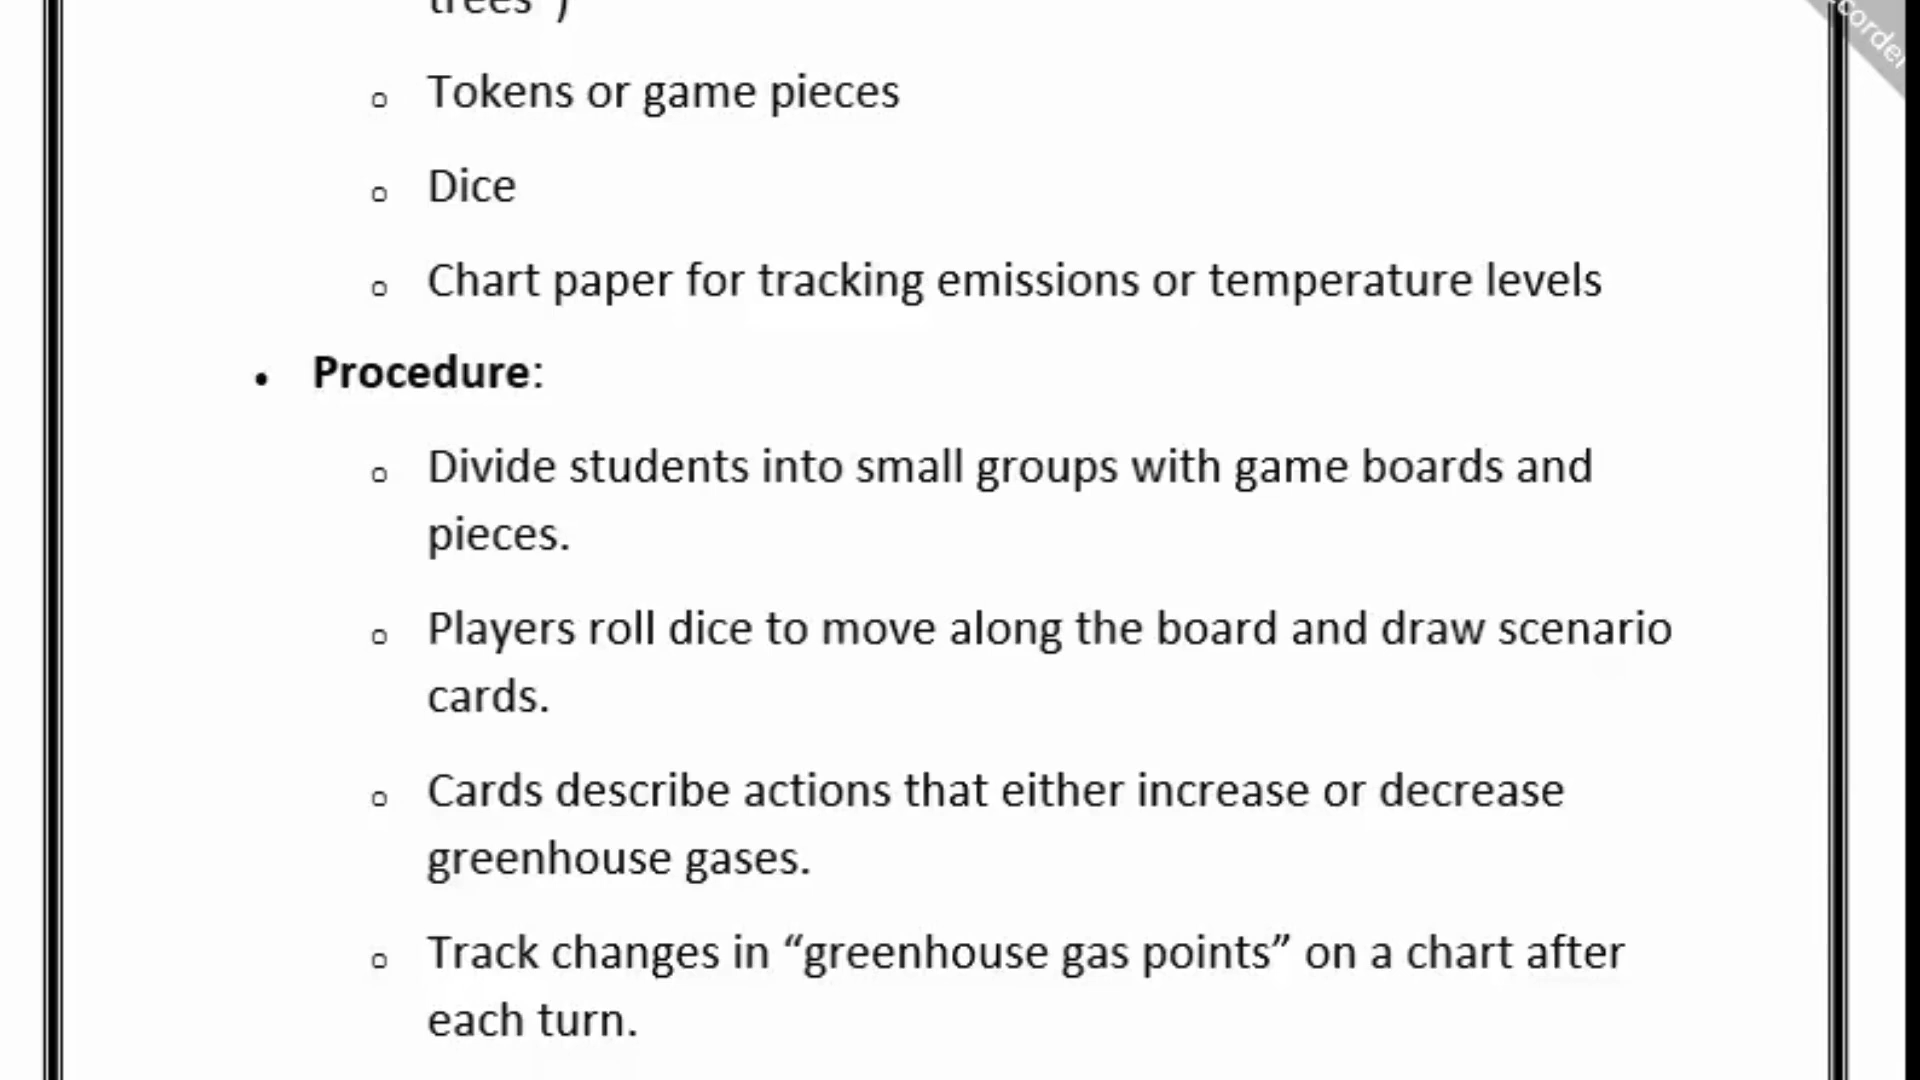 trees")
o Tokens or game pieces
o Dice
o Chart paper for tracking emissions or temperature levels
• Procedure:
o Divide students into small groups with game boards and
pieces.
o Players roll dice to move along the board and draw scenario
cards.
o Cards describe actions that either increase or decrease
greenhouse gases.
o Track changes in “greenhouse gas points” on a chart after
each turn.